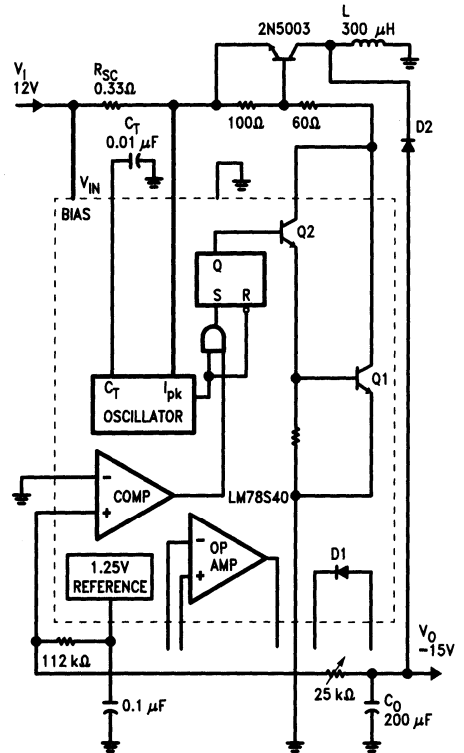 L
2N5003
300 μH
VI
12V
RSC
0.33Ω
100Ω
60Ω
D2
CT
0.01 μF
VIN
BIAS
Q2
Q
S R
Q1
CT Ipk
OSCILLATOR
-
COMP
+
LM78S40
-
OP
AMP
+
1.25V
REFERENCE
D1
VO
-15V
112 kΩ
25 kΩ
0.1 μF
CO
200 μF